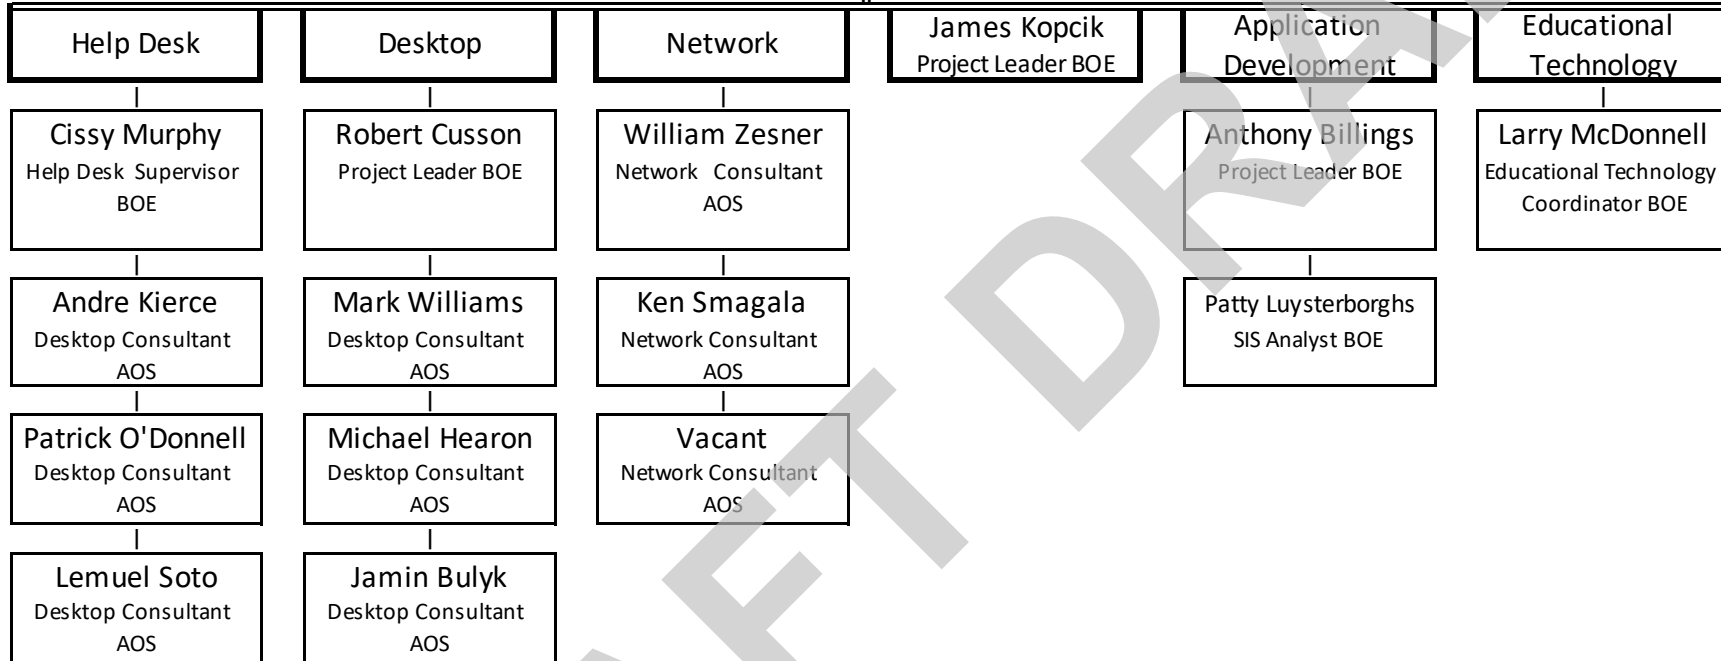 Help Desk
Desktop
Network
James Kopcik
Project Leader BOE
Application
Development
Educational
Technology
Cissy Murphy
Help Desk Supervisor
BOE
Robert Cusson
Project Leader BOE
William Zesner
Network Consultant
AOS
Anthony Billings
Project Leader BOE
Larry McDonnell
Educational Technology
Coordinator BOE
Andre Kierce
Desktop Consultant
AOS
Mark Williams
Desktop Consultant
AOS
Ken Smagala
Network Consultant
AOS
Patty Luysterborghs
SIS Analyst BOE
Patrick O'Donnell
Desktop Consultant
AOS
Michael Hearon
Desktop Consultant
AOS
Vacant
Network Consultant
AOS
Lemuel Soto
Desktop Consultant
AOS
Jamin Bulyk
Desktop Consultant
AOS